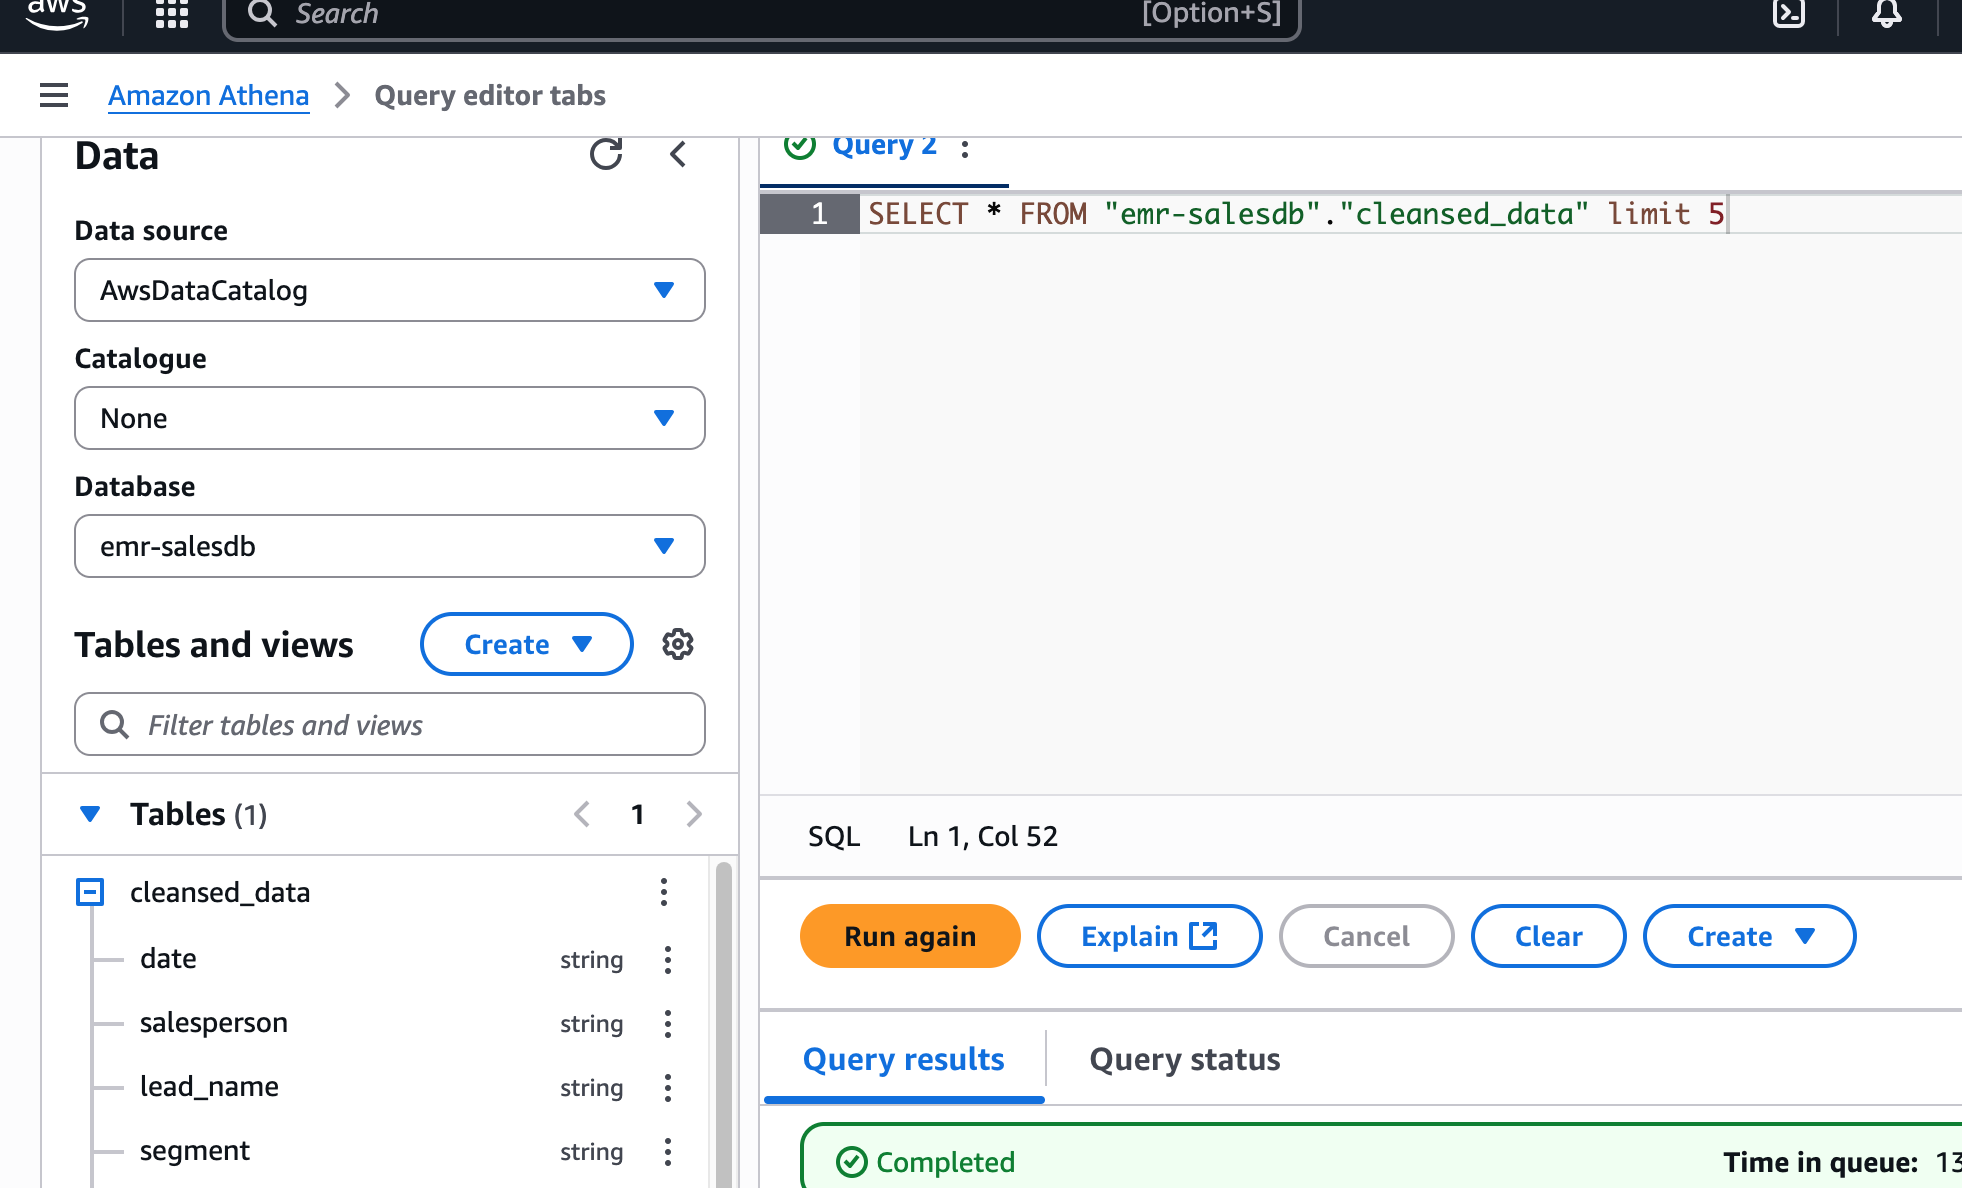 aws
Search
[Option+S]
Amazon Athena
Query editor tabs
Data
Data source
AwsDataCatalog
Catalogue
None
Database
emr-salesdb
Tables and views
Create
Filter tables and views
Tables (1)
1
cleansed_data
date string
salesperson string
lead_name string
segment string
Query 2
1 SELECT * FROM "emr-salesdb"."cleansed_data" limit 5
SQL Ln 1, Col 52
Run again
Explain
Cancel
Clear
Create
Query results
Query status
Completed
Time in queue: